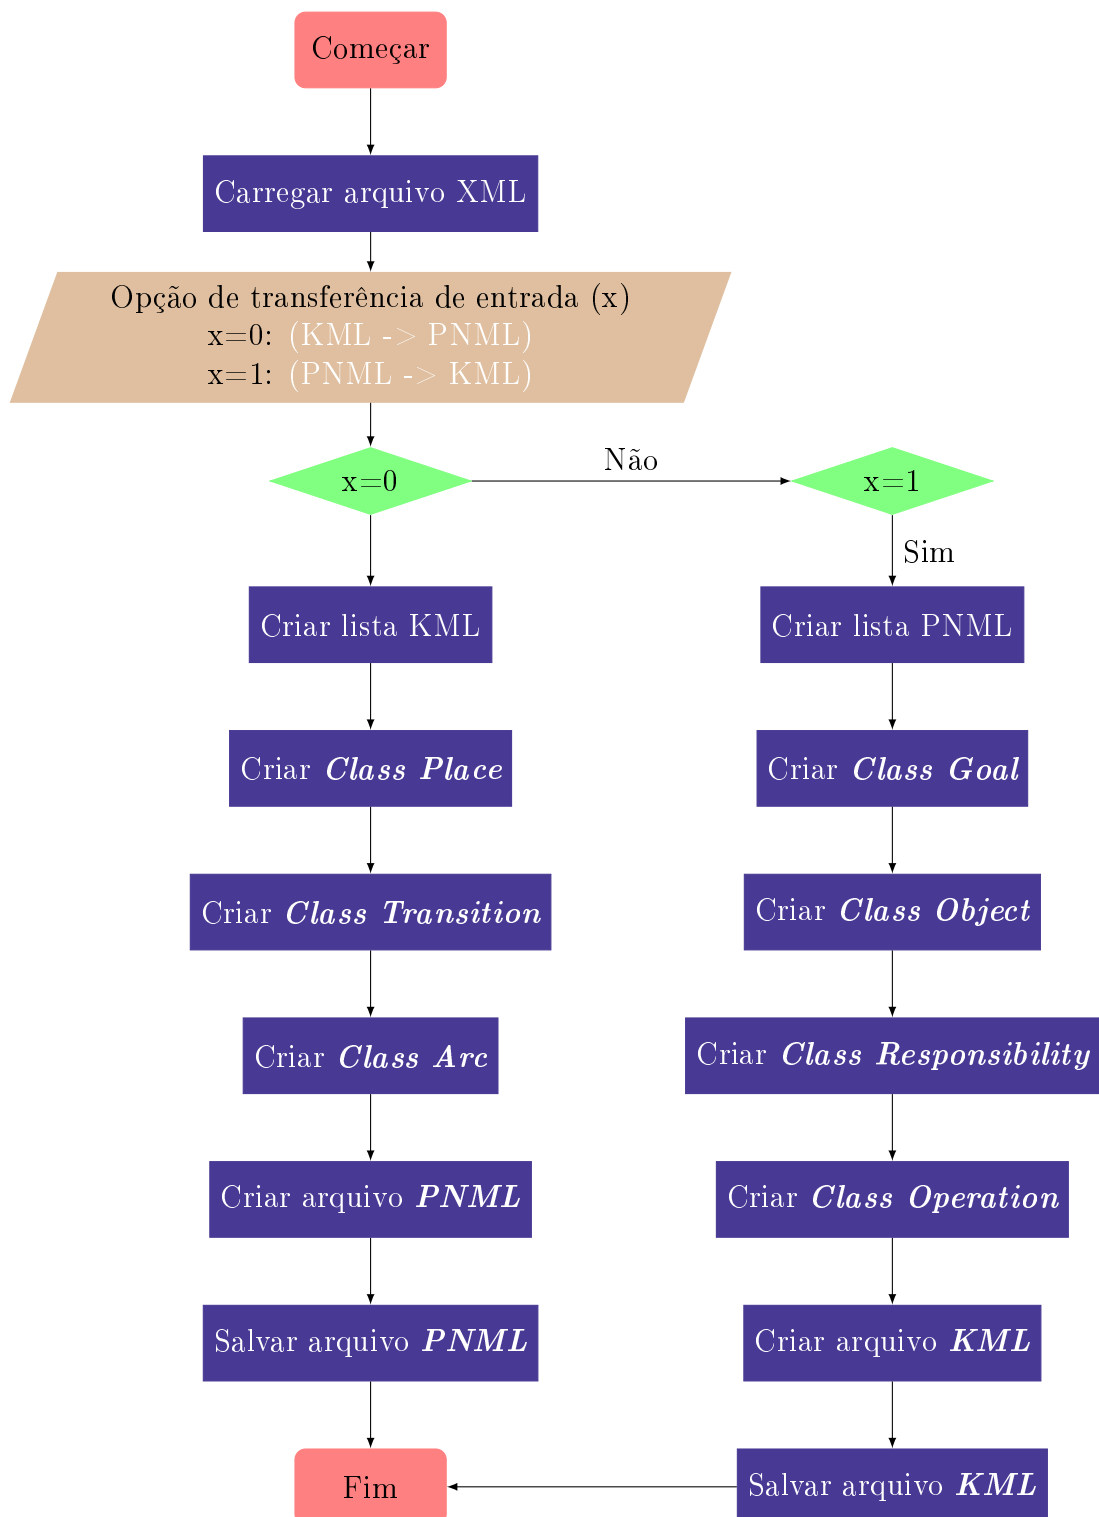 Começar
Carregar arquivo XML
Opção de transferência de entrada (x)
x=0: (KML -> PNML)
x=1: (PNML -> KML)
x=0
Não
x=1
Sim
Criar lista KML
Criar lista PNML
Criar Class Place
Criar Class Goal
Criar Class Transition
Criar Class Object
Criar Class Arc
Criar Class Responsibility
Criar arquivo PNML
Criar Class Operation
Salvar arquivo PNML
Criar arquivo KML
Fim
Salvar arquivo KML